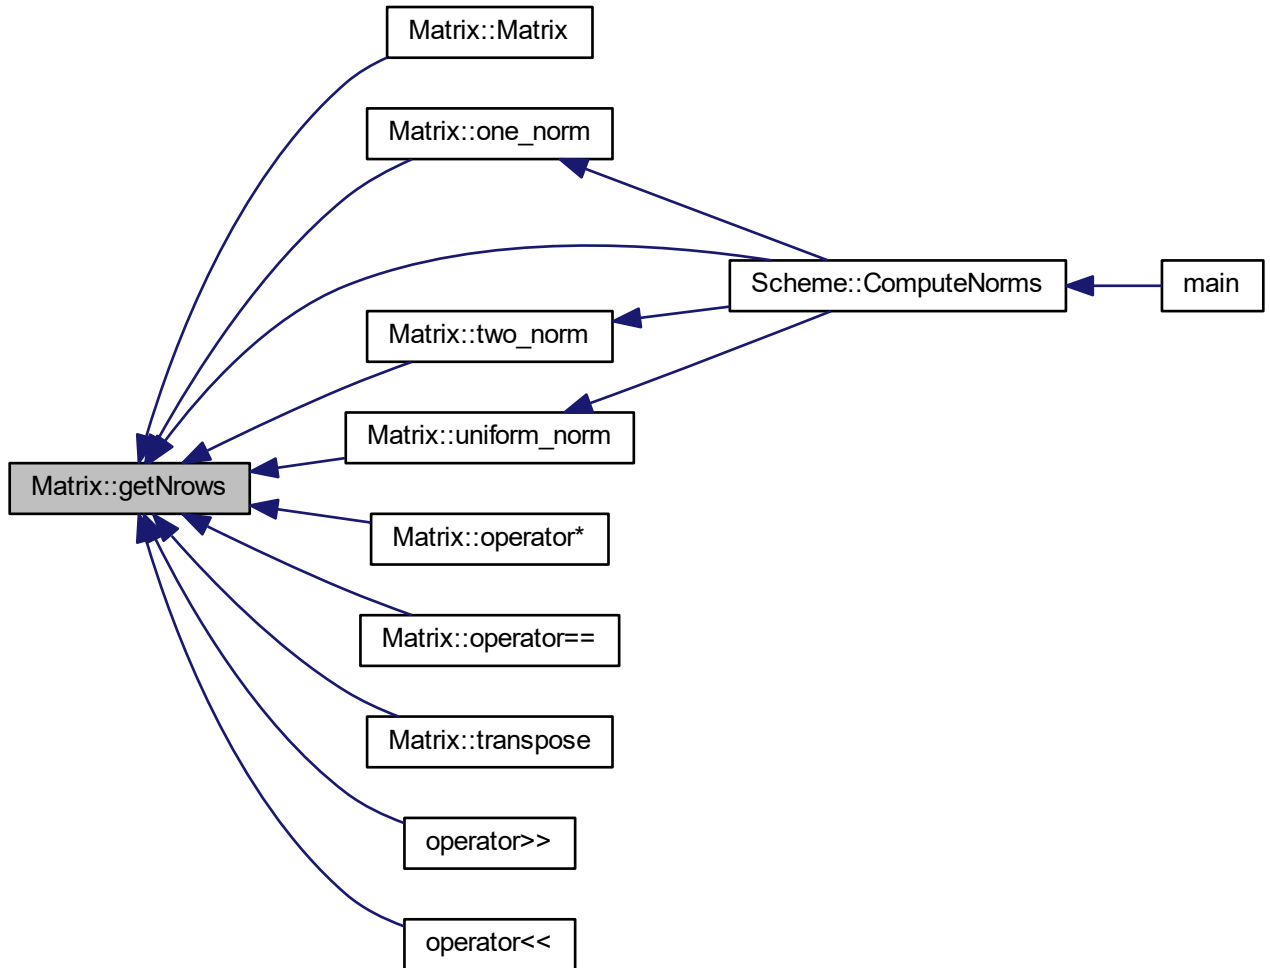 Matrix::Matrix
Matrix::one_norm
Scheme::ComputeNorms
main
Matrix::two_norm
Matrix::uniform_norm
Matrix::getNrows
Matrix::operator*
Matrix::operator==
Matrix::transpose
operator>>
operator<<